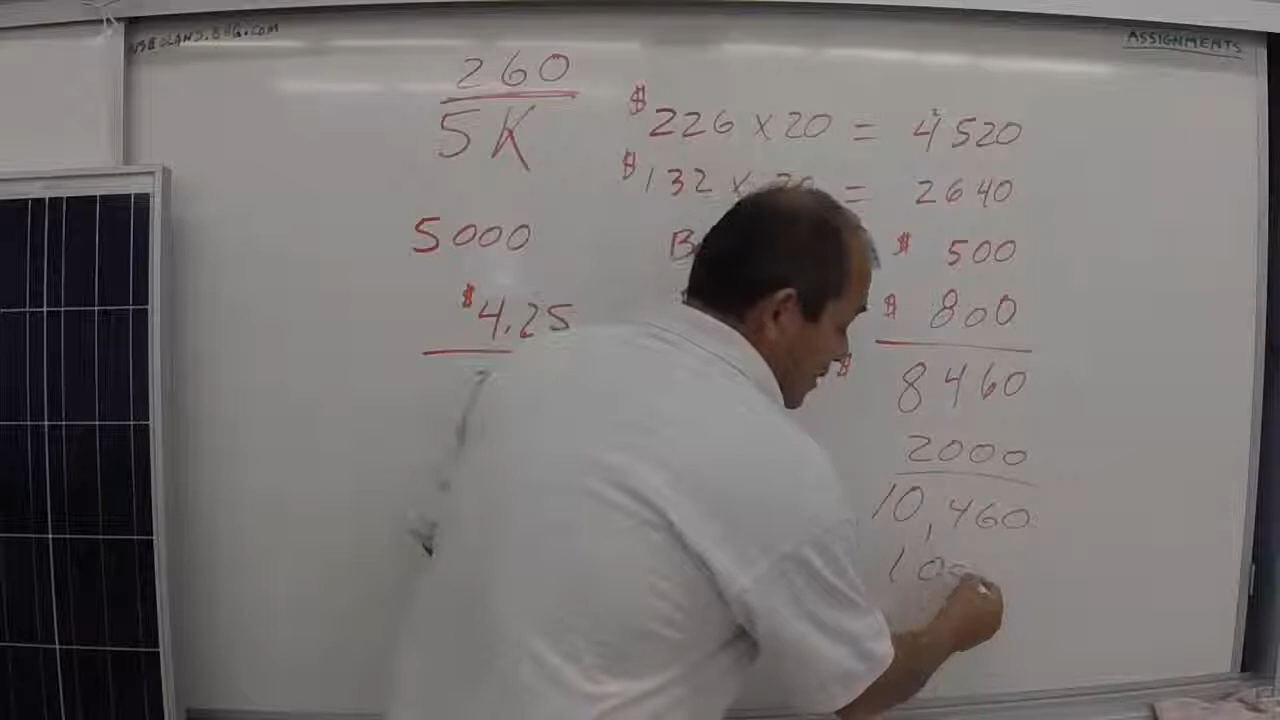 ASSIGNMENTS
260
5K
5000
$4.25
$226 x 20 = 4520
$132 x = 2640
$ 500
$ 800
$ 8460
2000
10,460